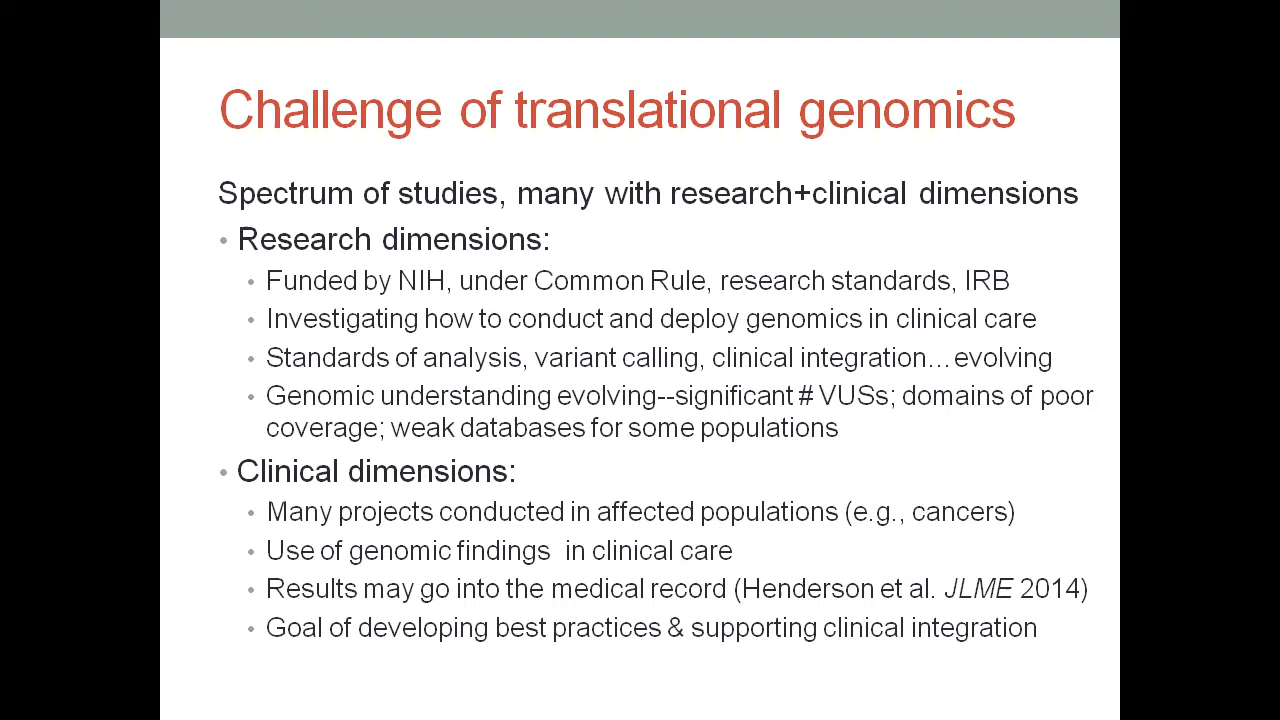 Challenge of translational genomics
Spectrum of studies, many with research+clinical dimensions
• Research dimensions:
• Funded by NIH, under Common Rule, research standards, IRB
• Investigating how to conduct and deploy genomics in clinical care
• Standards of analysis, variant calling, clinical integration…evolving
• Genomic understanding evolving--significant # VUSs; domains of poor
coverage; weak databases for some populations
• Clinical dimensions:
• Many projects conducted in affected populations (e.g., cancers)
• Use of genomic findings  in clinical care
• Results may go into the medical record (Henderson et al. JLME 2014)
• Goal of developing best practices & supporting clinical integration